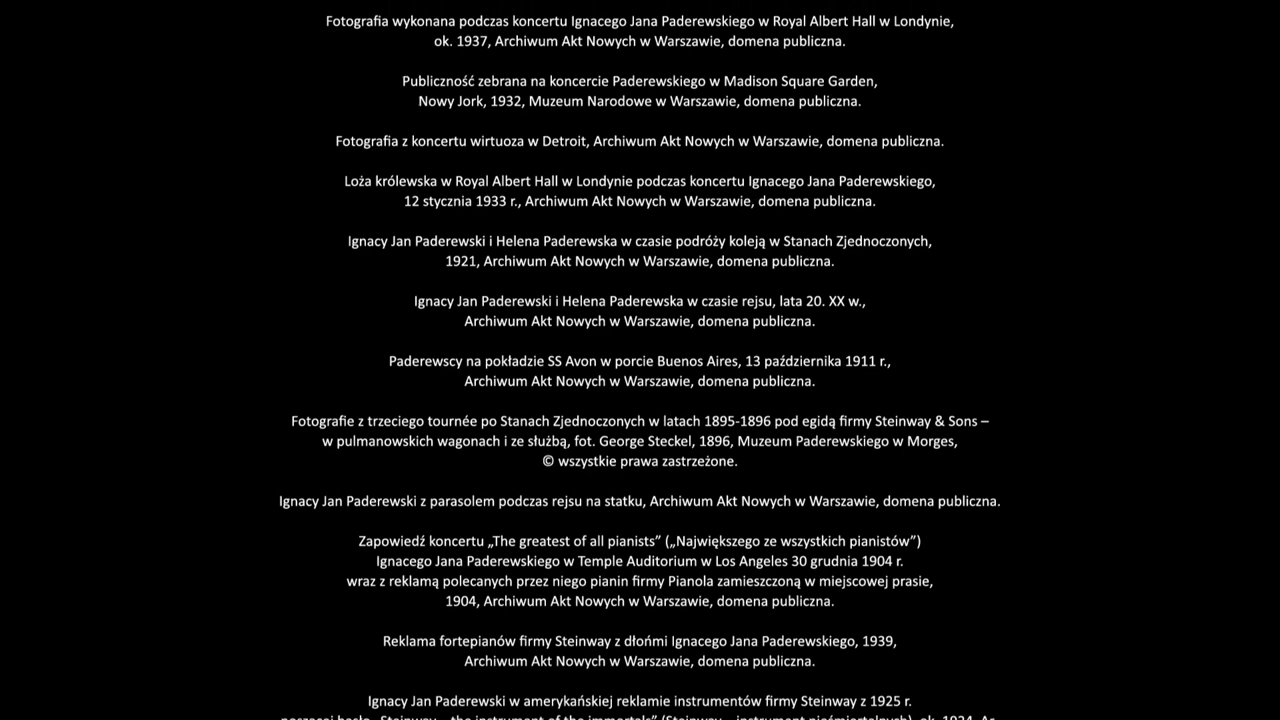 Fotografia wykonana podczas koncertu Ignacego Jana Paderewskiego w Royal Albert Hall w Londynie,
ok. 1937, Archiwum Akt Nowych w Warszawie, domena publiczna.
Publiczność zebrana na koncercie Paderewskiego w Madison Square Garden,
Nowy Jork, 1932, Muzeum Narodowe w Warszawie, domena publiczna.
Fotografia z koncertu wirtuoza w Detroit, Archiwum Akt Nowych w Warszawie, domena publiczna.
Loża królewska w Royal Albert Hall w Londynie podczas koncertu Ignacego Jana Paderewskiego,
12 stycznia 1933 r., Archiwum Akt Nowych w Warszawie, domena publiczna.
Ignacy Jan Paderewski i Helena Paderewska w czasie podróży koleją w Stanach Zjednoczonych,
1921, Archiwum Akt Nowych w Warszawie, domena publiczna.
Ignacy Jan Paderewski i Helena Paderewska w czasie rejsu, lata 20. XX w.,
Archiwum Akt Nowych w Warszawie, domena publiczna.
Paderewscy na pokładzie SS Avon w porcie Buenos Aires, 13 października 1911 r.,
Archiwum Akt Nowych w Warszawie, domena publiczna.
Fotografie z trzeciego tournée po Stanach Zjednoczonych w latach 1895-1896 pod egidą firmy Steinway & Sons –
w pulmanowskich wagonach i ze służbą, fot. George Steckel, 1896, Muzeum Paderewskiego w Morges,
© wszystkie prawa zastrzeżone.
Ignacy Jan Paderewski z parasolem podczas rejsu na statku, Archiwum Akt Nowych w Warszawie, domena publiczna.
Zapowiedź koncertu „The greatest of all pianists” („Największego ze wszystkich pianistów”)
Ignacego Jana Paderewskiego w Temple Auditorium w Los Angeles 30 grudnia 1904 r.
wraz z reklamą polecanych przez niego pianin firmy Pianola zamieszczoną w miejscowej prasie,
1904, Archiwum Akt Nowych w Warszawie, domena publiczna.
Reklama fortepianów firmy Steinway z dłońmi Ignacego Jana Paderewskiego, 1939,
Archiwum Akt Nowych w Warszawie, domena publiczna.
Ignacy Jan Paderewski w amerykańskiej reklamie instrumentów firmy Steinway z 1925 r.